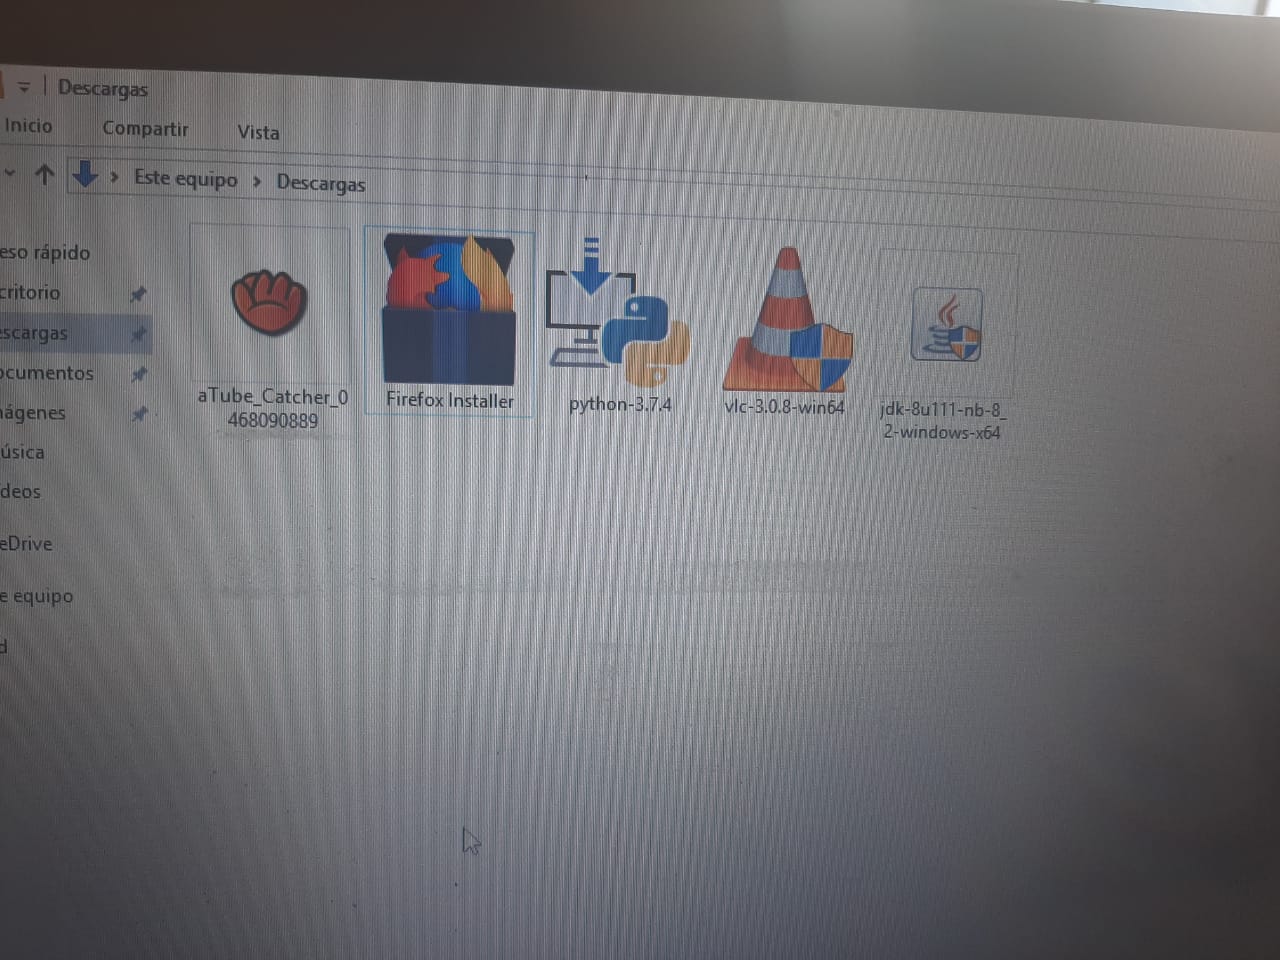 Descargas
Inicio Compartir Vista
Este equipo > Descargas
eso rápido
critorio
escargas
ocumentos
nágenes
úsica
deos
eDrive
e equipo
d
aTube_Catcher_0
468090889
Firefox Installer
python-3.7.4
vlc-3.0.8-win64
jdk-8u111-nb-8_
2-windows-x64